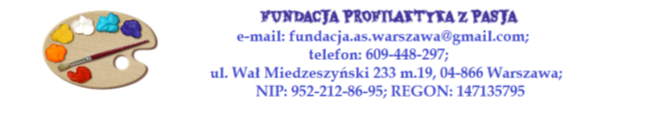 FUNDACJA PROFILAKTYKA Z PASJĄ
e-mail: fundacja.as.warszawa@gmail.com;
telefon: 609-448-297;
ul. Wał Miedzeszyński 233 m.19, 04-866 Warszawa;
NIP: 952-212-86-95; REGON: 147135795